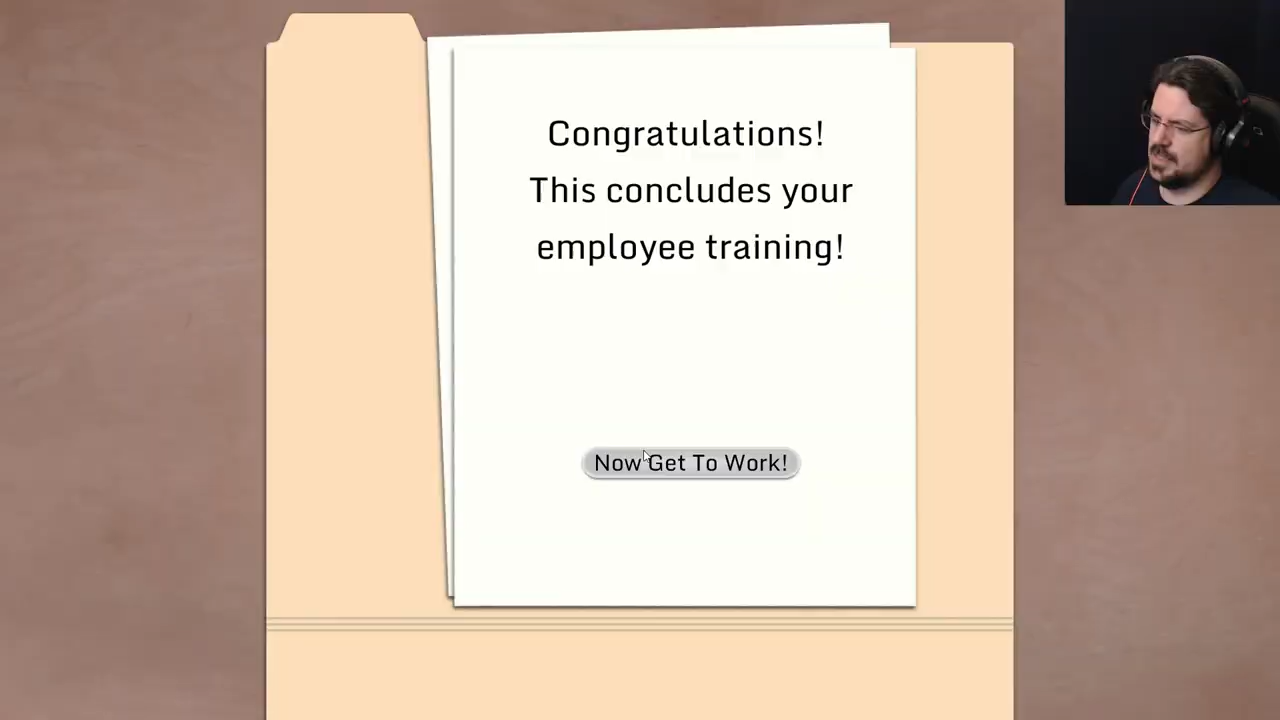 Congratulations!
This concludes your
employee training!
Now Get To Work!